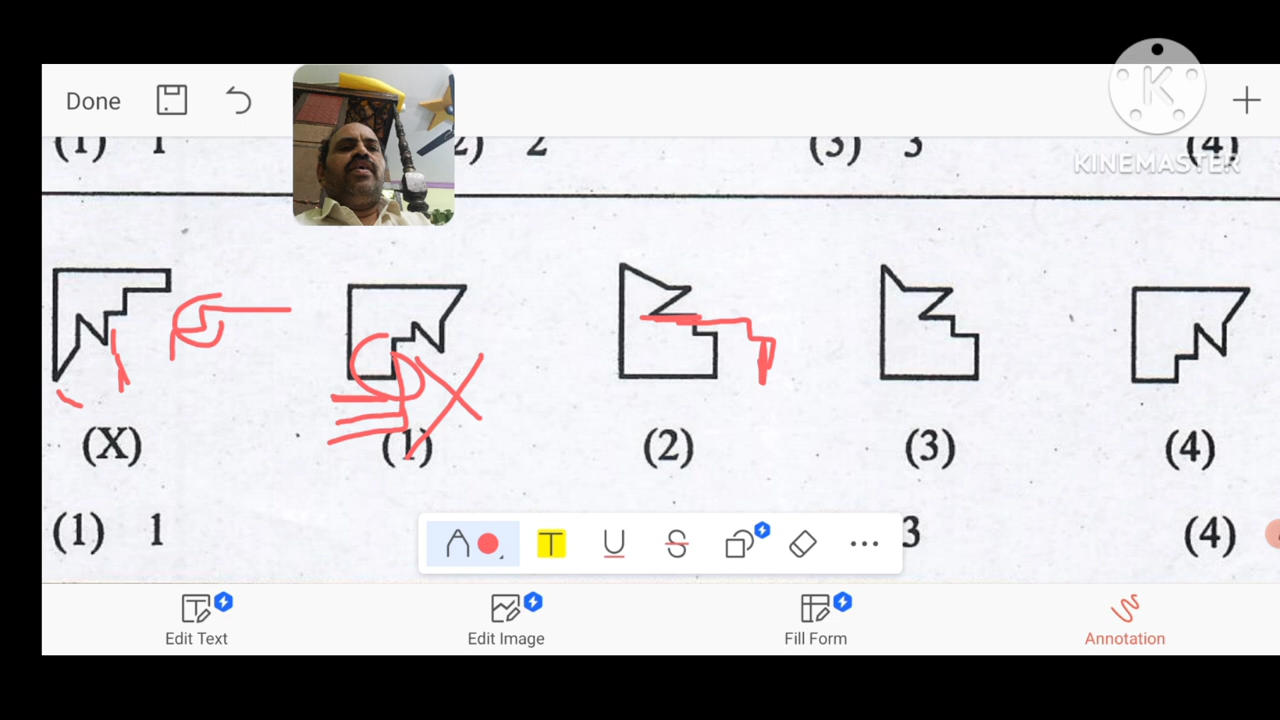 Done
(1) 1 2) 2 (3) 3 (4)
KINEMASTER
(X) (1) (2) (3) (4)
(1) 1 3 (4)
A T U S ...
Edit Text Edit Image Fill Form Annotation